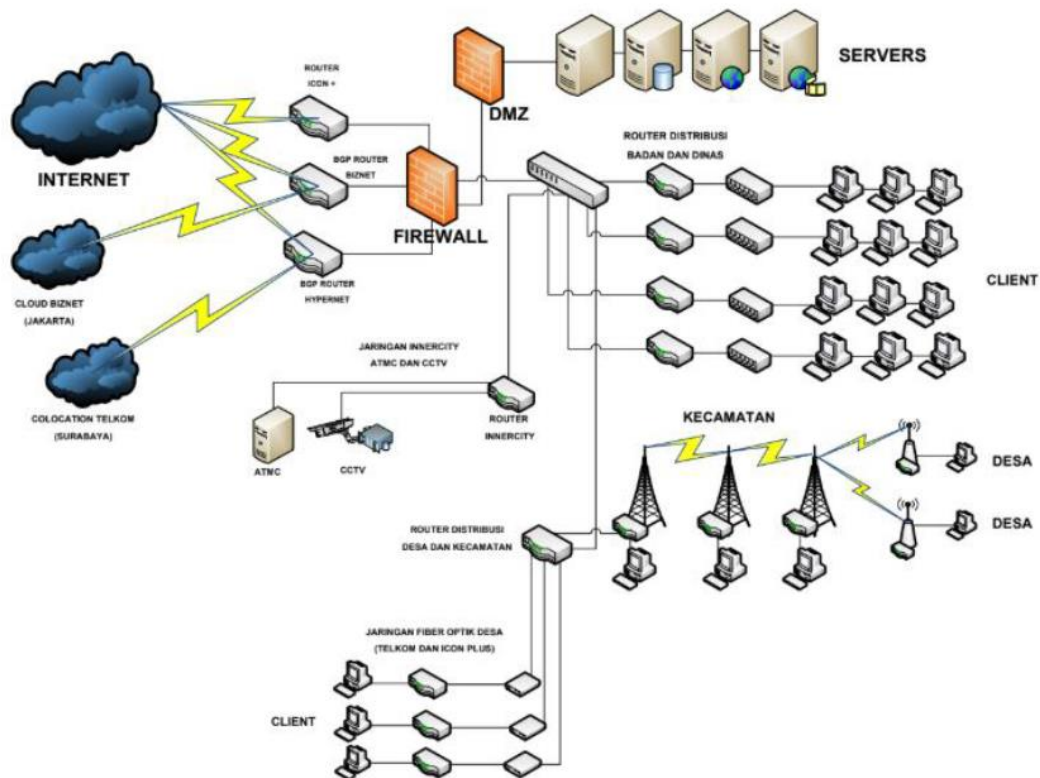 ROUTER
ICON +
INTERNET
BGP ROUTER
BIZNET
FIREWALL
DMZ
SERVERS
ROUTER DISTRIBUSI
BADAN DAN DINAS
CLIENT
CLOUD BIZNET
(JAKARTA)
BGP ROUTER
HYPERNET
COLOCATION TELKOM
(SURABAYA)
JARINGAN INNERCITY
ATMC DAN CCTV
ATMC
CCTV
ROUTER
INNERCITY
KECAMATAN
DESA
DESA
ROUTER DISTRIBUSI
DESA DAN KECAMATAN
JARINGAN FIBER OPTIK DESA
(TELKOM DAN ICON PLUS)
CLIENT